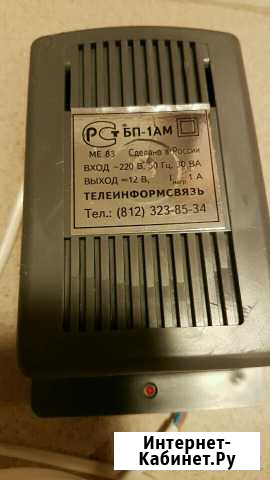 РСТ БП-1АМ
МЕ 83 Сделано в России
ВХОД ~220 В, 50 Гц, 30 ВА
ВЫХОД =12 В, Iнагр. 1 А
ТЕЛЕИНФОРМСВЯЗЬ
Тел.: (812) 323-85-34
Интернет-
Кабинет.Ру